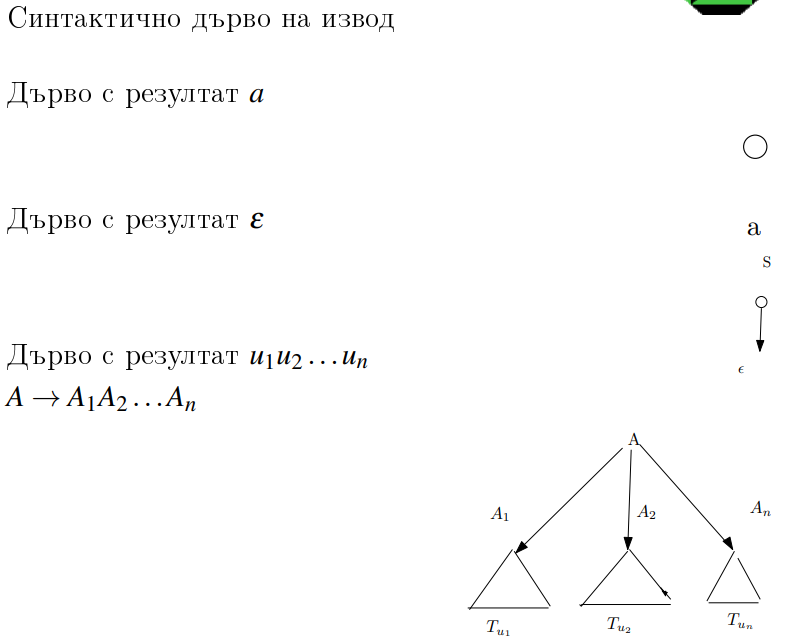 Синтактично дърво на извод
Дърво с резултат a
a
Дърво с резултат ε
S
ϵ
Дърво с резултат u₁u₂…uₙ
A → A₁A₂…Aₙ
A
A₁ A₂ Aₙ
Tᵤ₁ Tᵤ₂ Tᵤₙ